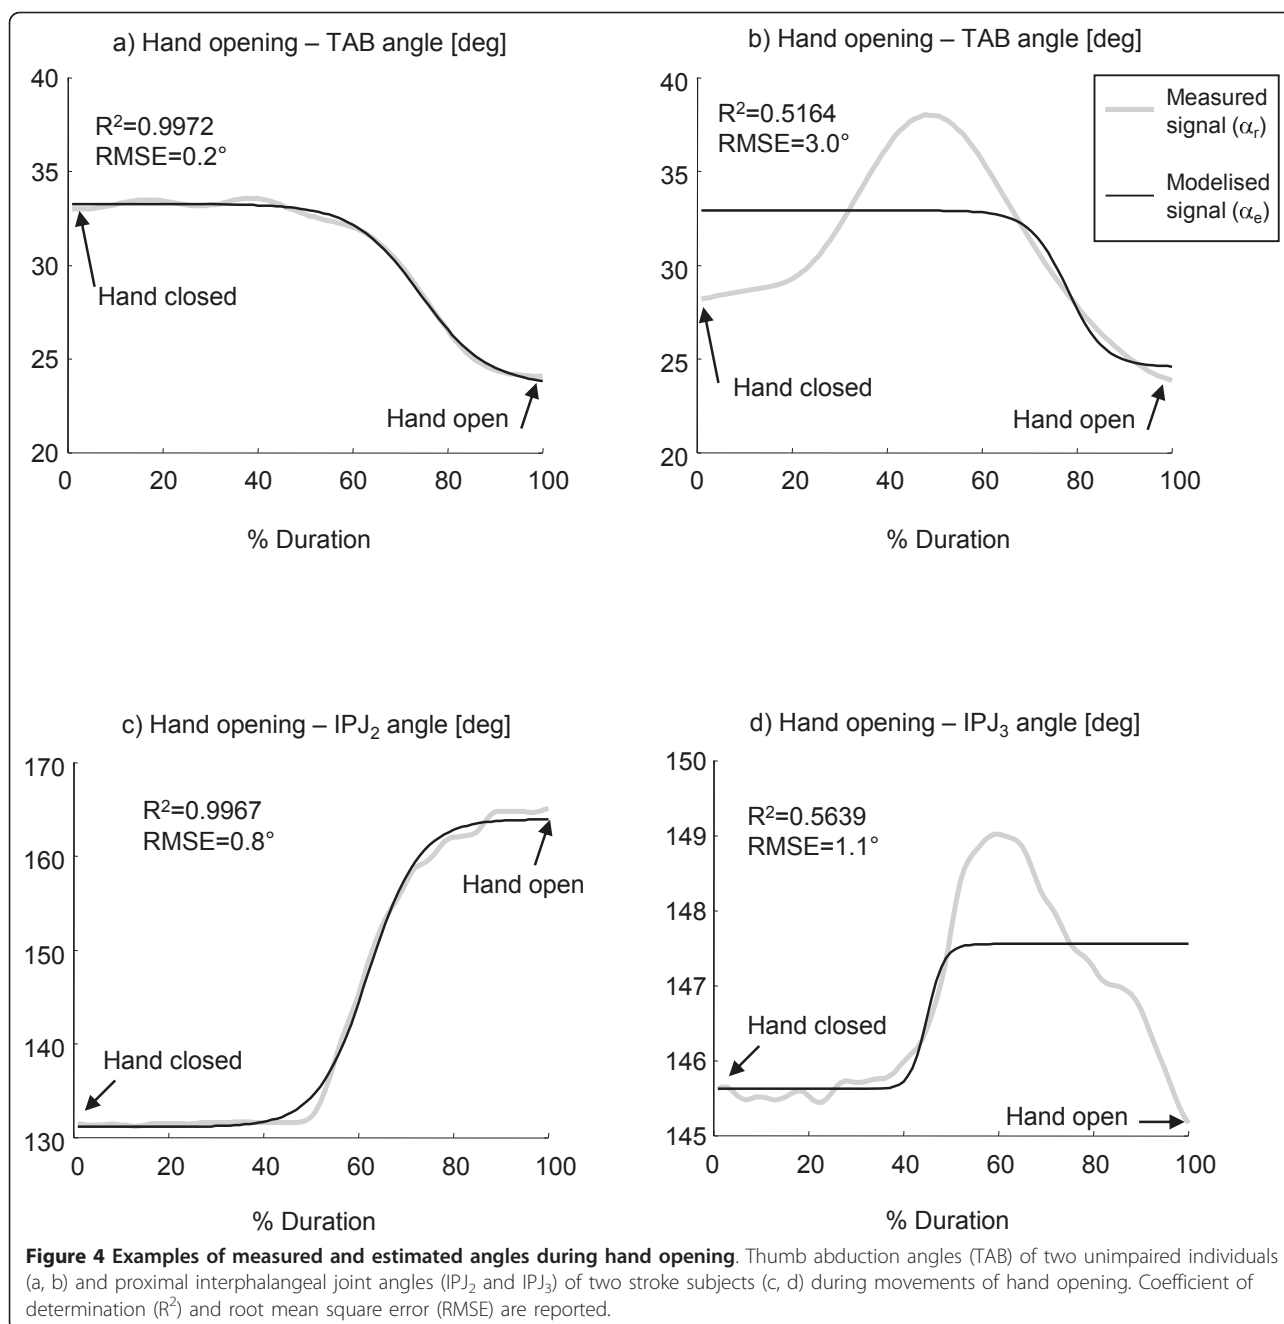 a) Hand opening – TAB angle [deg]
40
35
30
25
20
R²=0.9972
RMSE=0.2°
Hand closed
Hand open
0 20 40 60 80 100
% Duration
b) Hand opening – TAB angle [deg]
40
35
30
25
20
R²=0.5164
RMSE=3.0°
Hand closed
Hand open
0 20 40 60 80 100
% Duration
Measured
signal (αᵣ)
Modelised
signal (αₑ)
c) Hand opening – IPJ₂ angle [deg]
170
160
150
140
130
R²=0.9967
RMSE=0.8°
Hand open
Hand closed
0 20 40 60 80 100
% Duration
d) Hand opening – IPJ₃ angle [deg]
150
149
148
147
146
145
R²=0.5639
RMSE=1.1°
Hand closed
Hand open
0 20 40 60 80 100
% Duration
Figure 4 Examples of measured and estimated angles during hand opening. Thumb abduction angles (TAB) of two unimpaired individuals
(a, b) and proximal interphalangeal joint angles (IPJ₂ and IPJ₃) of two stroke subjects (c, d) during movements of hand opening. Coefficient of
determination (R²) and root mean square error (RMSE) are reported.